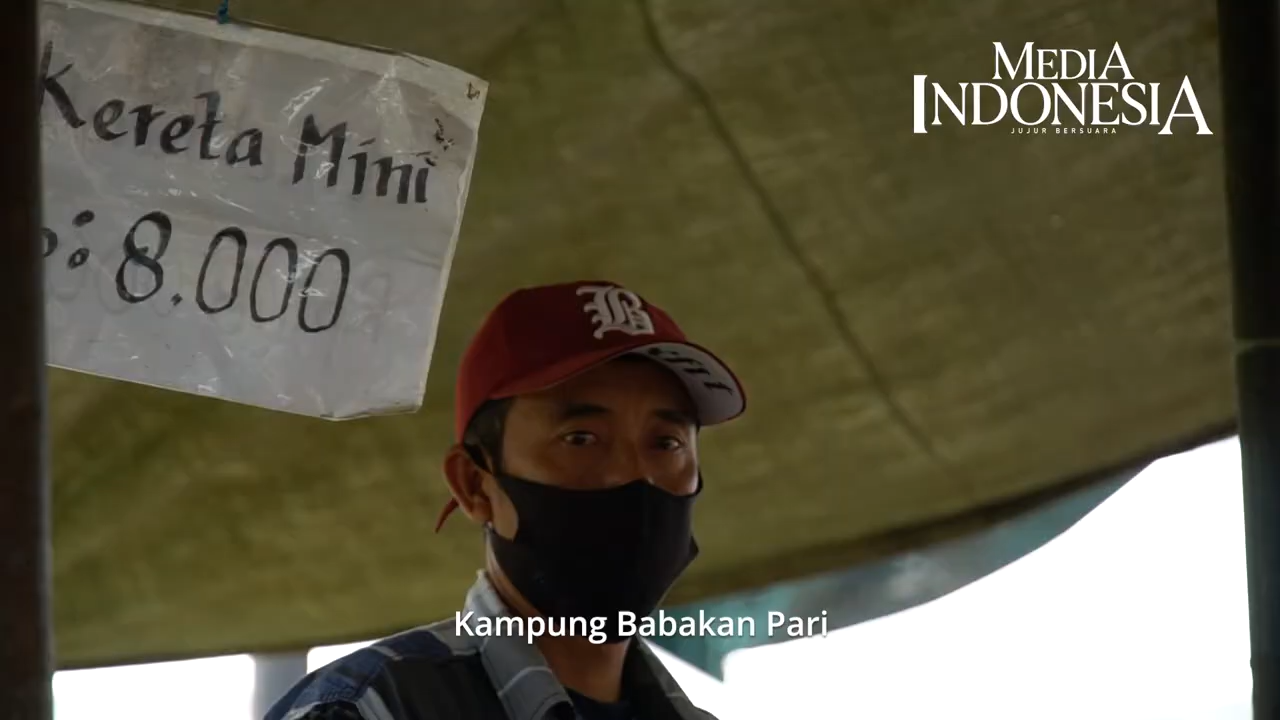 Kereta Mini
: 8.000
MEDIA
INDONESIA
JUJUR BERSUARA
B
Kampung Babakan Pari